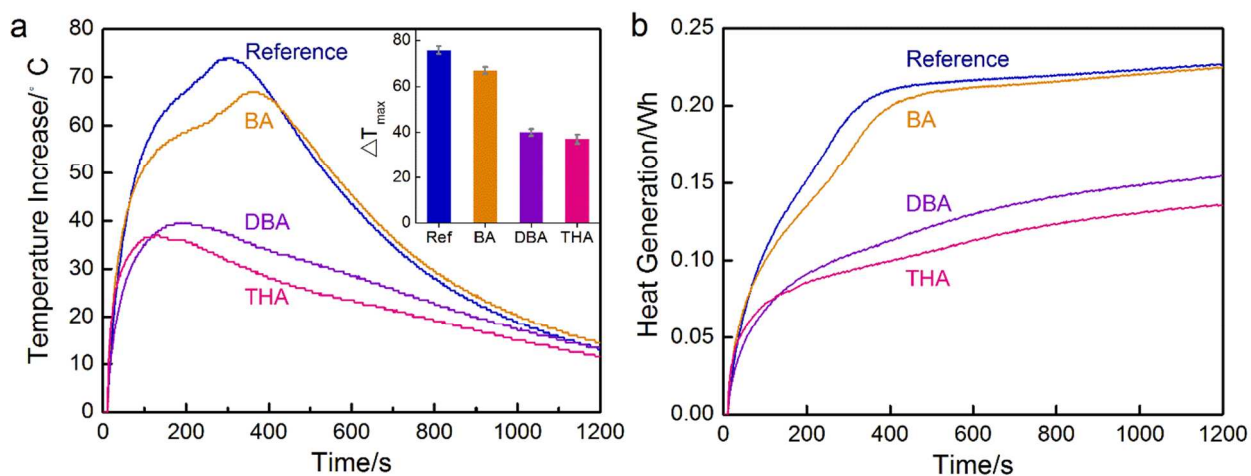 a
Temperature Increase/° C
80
70
60
50
40
30
20
10
0
0
200
400
600
800
1000
1200
Time/s
Reference
BA
DBA
THA
△Tmax
80
60
40
60
80
0
Ref
BA
DBA
THA
b
Heat Generation/Wh
0.25
0.20
0.15
0.10
0.05
0.00
0
200
400
600
800
1000
1200
Time/s
Reference
BA
DBA
THA